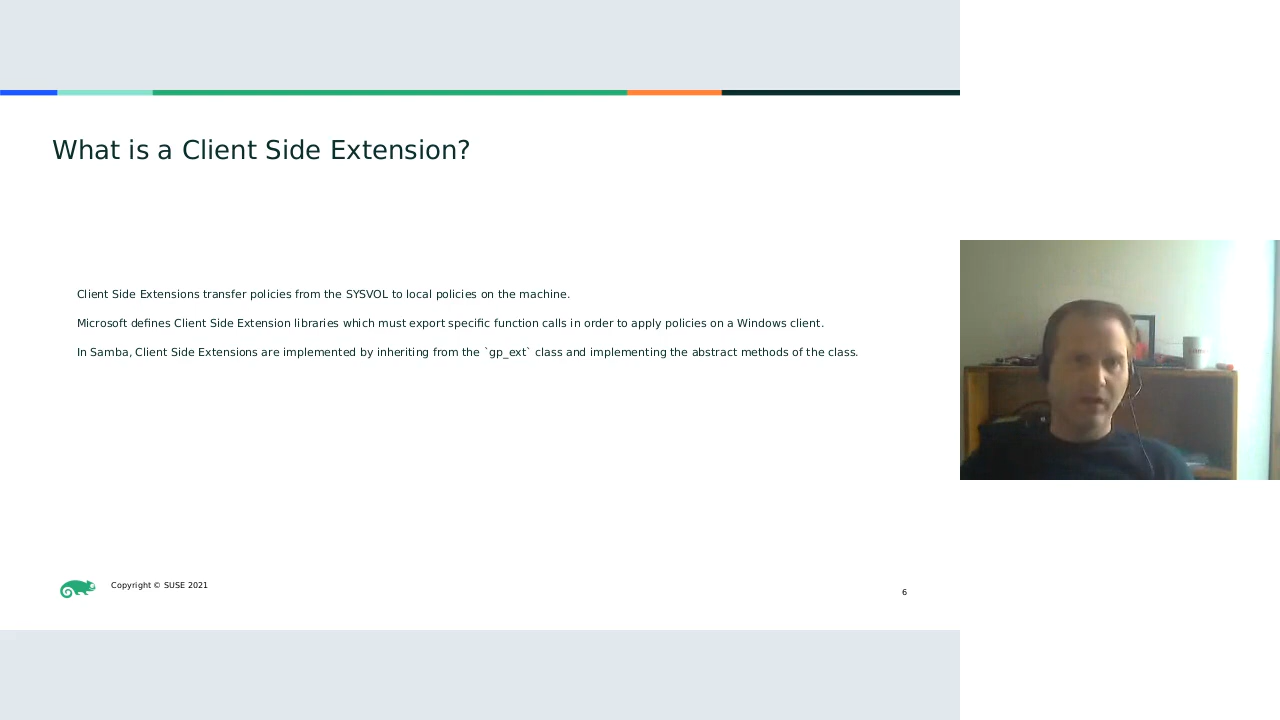 What is a Client Side Extension?
Client Side Extensions transfer policies from the SYSVOL to local policies on the machine.
Microsoft defines Client Side Extension libraries which must export specific function calls in order to apply policies on a Windows client.
In Samba, Client Side Extensions are implemented by inheriting from the `gp_ext` class and implementing the abstract methods of the class.
Copyright © SUSE 2021
6